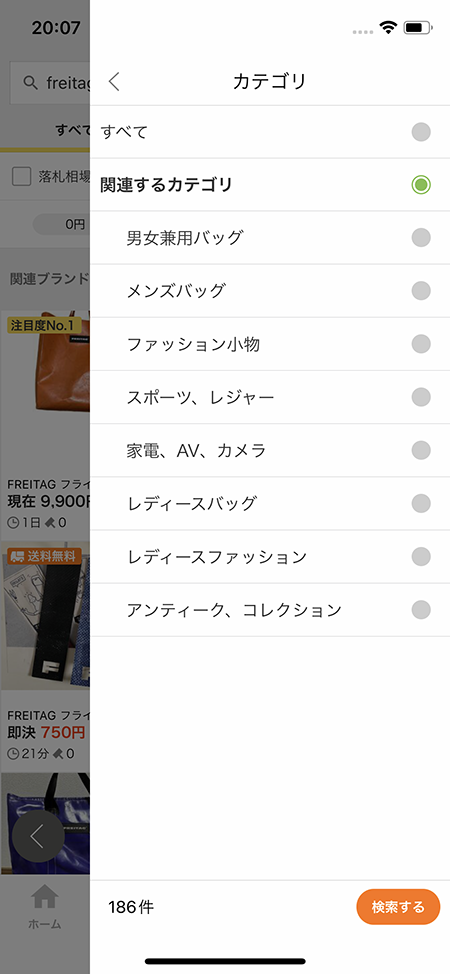 20:07
カテゴリ
freitag
すべて
すべて
落札相場
関連するカテゴリ
0円
男女兼用バッグ
関連ブランド
メンズバッグ
注目度No.1
ファッション小物
スポーツ、レジャー
家電、AV、カメラ
FREITAG フライ
現在 9,900円
レディースバッグ
1日 0
送料無料
レディースファッション
アンティーク、コレクション
F
FREITAG フライ
即決 750円
21分 0
186件
検索する
ホーム